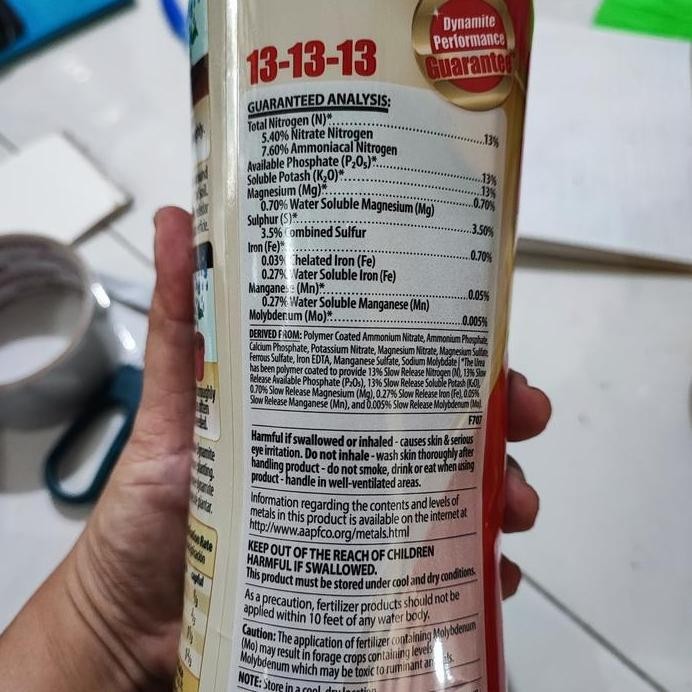 Dynamite
Performance
Guarantee
13-13-13
GUARANTEED ANALYSIS:
Total Nitrogen (N)*..........13%
5.40% Nitrate Nitrogen
7.60% Ammoniacal Nitrogen
Available Phosphate (P₂O₅)*..........13%
Soluble Potash (K₂O)*..........13%
Magnesium (Mg)*..........0.70%
0.70% Water Soluble Magnesium (Mg)
Sulphur (S)*..........3.50%
3.5% Combined Sulfur
Iron (Fe)*..........0.70%
0.03% Chelated Iron (Fe)
0.27% Water Soluble Iron (Fe)
Manganese (Mn)*..........0.05%
0.27% Water Soluble Manganese (Mn)
Molybdenum (Mo)*..........0.005%
DERIVED FROM: Polymer Coated Ammonium Nitrate, Ammonium Phosphate,
Calcium Phosphate, Potassium Nitrate, Magnesium Nitrate, Magnesium Sulfate,
Ferrous Sulfate, Iron EDTA, Manganese Sulfate, Sodium Molybdate | *The Urea
has been polymer coated to provide 13% Slow Release Nitrogen (N), 13% Slow
Release Available Phosphate (P₂O₅), 13% Slow Release Soluble Potash (K₂O),
0.70% Slow Release Magnesium (Mg), 0.27% Slow Release Iron (Fe), 0.05%
Slow Release Manganese (Mn), and 0.005% Slow Release Molybdenum (Mo).
F707
Harmful if swallowed or inhaled - causes skin & serious
eye irritation. Do not inhale - wash skin thoroughly after
handling product - do not smoke, drink or eat when using
product - handle in well-ventilated areas.
Information regarding the contents and levels of
metals in this product is available on the internet at
http://www.aapfco.org/metals.html
KEEP OUT OF THE REACH OF CHILDREN
HARMFUL IF SWALLOWED.
This product must be stored under cool and dry conditions.
As a precaution, fertilizer products should not be
applied within 10 feet of any water body.
Caution: The application of fertilizer containing Molybdenum
(Mo) may result in forage crops containing levels
Molybdenum which may be toxic to ruminant
NOTE: Store in a cool, dry location